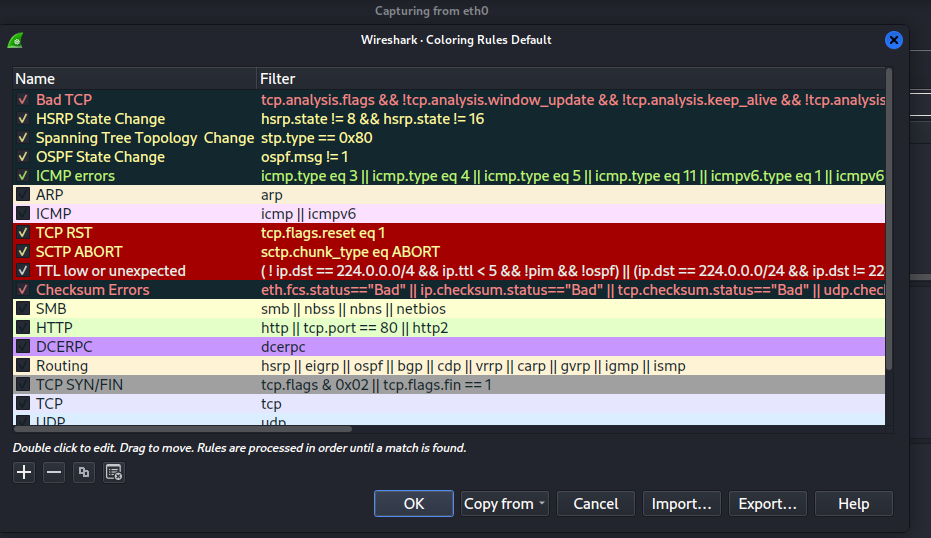 Capturing from eth0
Wireshark · Coloring Rules Default
Name Filter
Bad TCP tcp.analysis.flags && !tcp.analysis.window_update && !tcp.analysis.keep_alive && !tcp.analysis
HSRP State Change hsrp.state != 8 && hsrp.state != 16
Spanning Tree Topology Change stp.type == 0x80
OSPF State Change ospf.msg != 1
ICMP errors icmp.type eq 3 || icmp.type eq 4 || icmp.type eq 5 || icmp.type eq 11 || icmpv6.type eq 1 || icmpv6
ARP arp
ICMP icmp || icmpv6
TCP RST tcp.flags.reset eq 1
SCTP ABORT sctp.chunk_type eq ABORT
TTL low or unexpected ( ! ip.dst == 224.0.0.0/4 && ip.ttl < 5 && !pim && !ospf) || (ip.dst == 224.0.0.0/24 && ip.dst != 22
Checksum Errors eth.fcs.status=="Bad" || ip.checksum.status=="Bad" || tcp.checksum.status=="Bad" || udp.chec
SMB smb || nbss || nbns || netbios
HTTP http || tcp.port == 80 || http2
DCERPC dcerpc
Routing hsrp || eigrp || ospf || bgp || cdp || vrrp || carp || gvrp || igmp || ismp
TCP SYN/FIN tcp.flags & 0x02 || tcp.flags.fin == 1
TCP tcp
UDP udp
Double click to edit. Drag to move. Rules are processed in order until a match is found.
OK Copy from Cancel Import... Export... Help